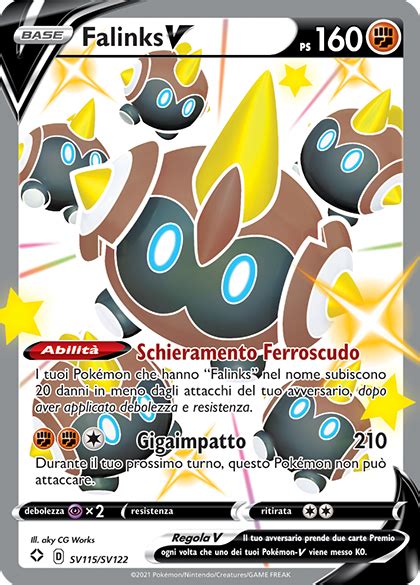 BASE Falinks V PS 160
Abilità Schieramento Ferroscudo
I tuoi Pokémon che hanno "Falinks" nel nome subiscono
20 danni in meno dagli attacchi del tuo avversario, dopo
aver applicato debolezza e resistenza.
Gigaimpatto 210
Durante il tuo prossimo turno, questo Pokémon non può
attaccare.
debolezza ×2 resistenza ritirata
Ill. aky CG Works
Regola V Il tuo avversario prende due carte Premio
ogni volta che uno dei tuoi Pokémon-V viene messo KO.
D SV115/SV122
©2021 Pokémon/Nintendo/Creatures/GAME FREAK